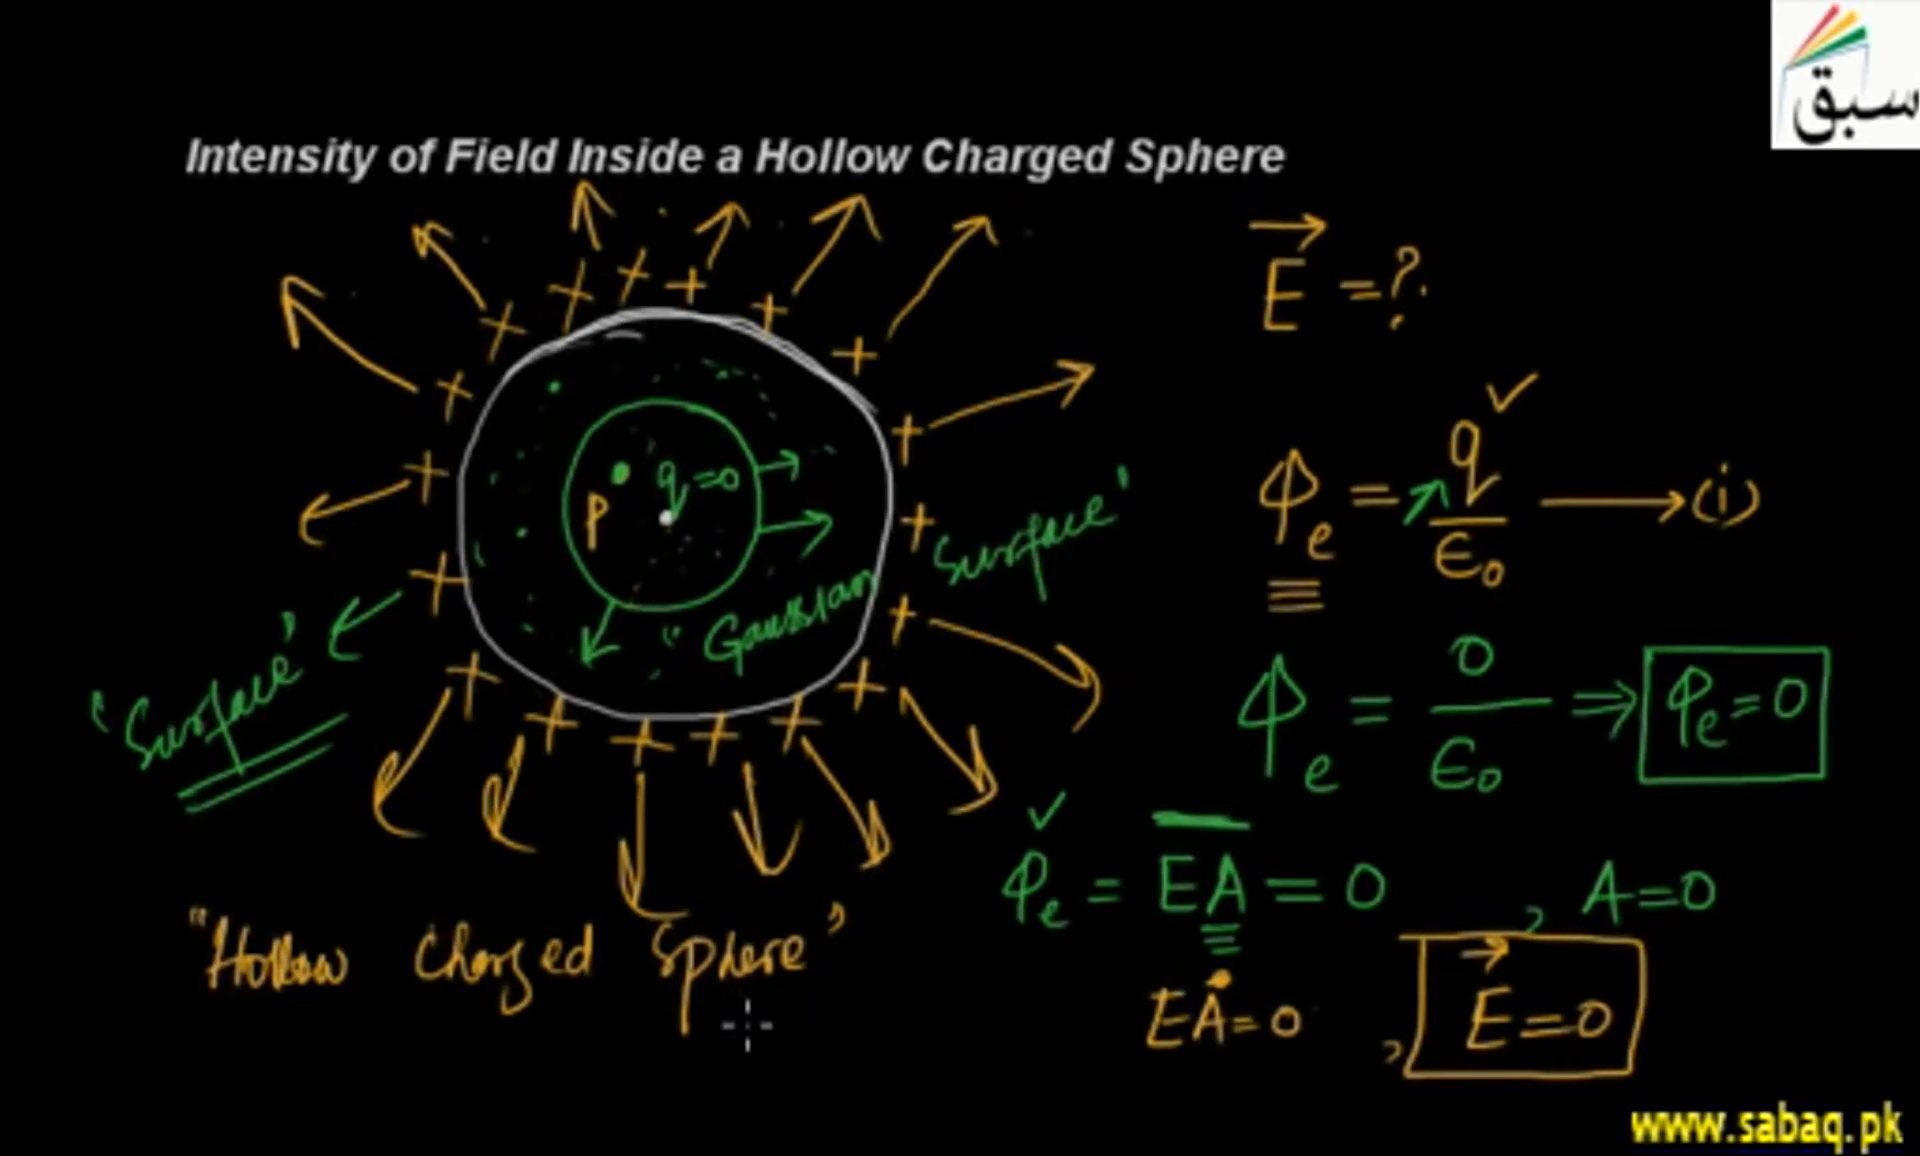 سبق
Intensity of Field Inside a Hollow Charged Sphere
+ + + + + + + + + + + + + + + + + + + +
E⃗ = ?
P q=0
"Gaussian Surface"
'Surface'
"Hollow Charged Sphere"
ϕe = q/ϵ0 ⟶ (i)
ϕe = 0/ϵ0 ⇒ ϕe = 0
ϕe = EA = 0 , A=0
EA=0 , E⃗=0
www.sabaq.pk